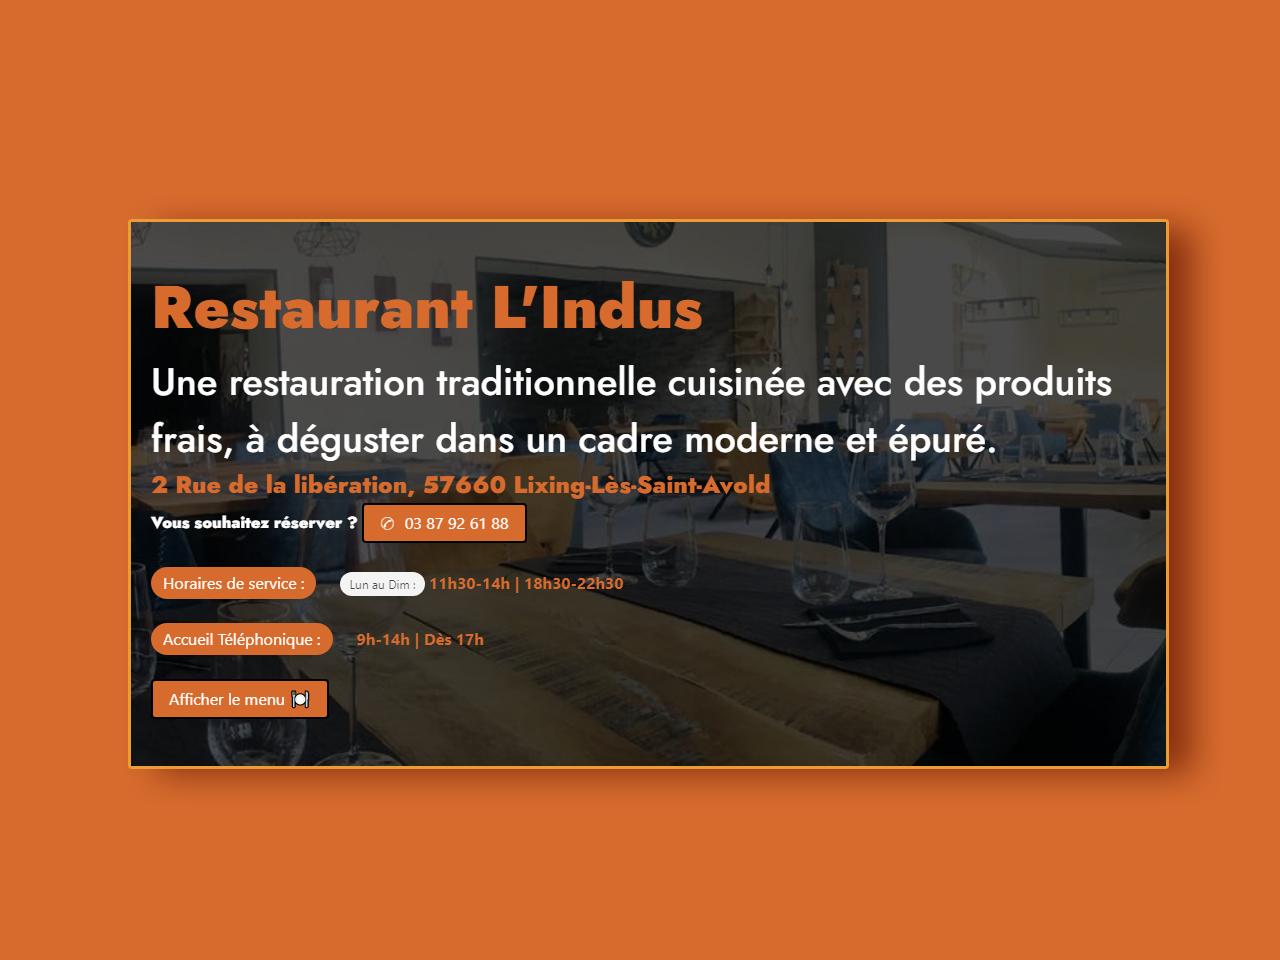 Restaurant L'Indus
Une restauration traditionnelle cuisinée avec des produits
frais, à déguster dans un cadre moderne et épuré.
2 Rue de la libération, 57660 Lixing-Lès-Saint-Avold
Vous souhaitez réserver ? ✆ 03 87 92 61 88
Horaires de service : Lun au Dim : 11h30-14h | 18h30-22h30
Accueil Téléphonique : 9h-14h | Dès 17h
Afficher le menu 🍽